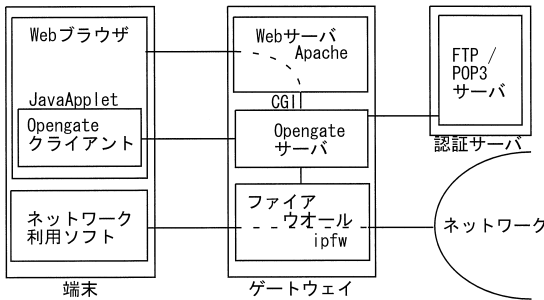 Webブラウザ
JavaApplet
Opengate
クライアント
ネットワーク
利用ソフト
端末
Webサーバ
Apache
CGI
Opengate
サーバ
ファイア
ウオール
ipfw
ゲートウェイ
FTP /
POP3
サーバ
認証サーバ
ネットワーク